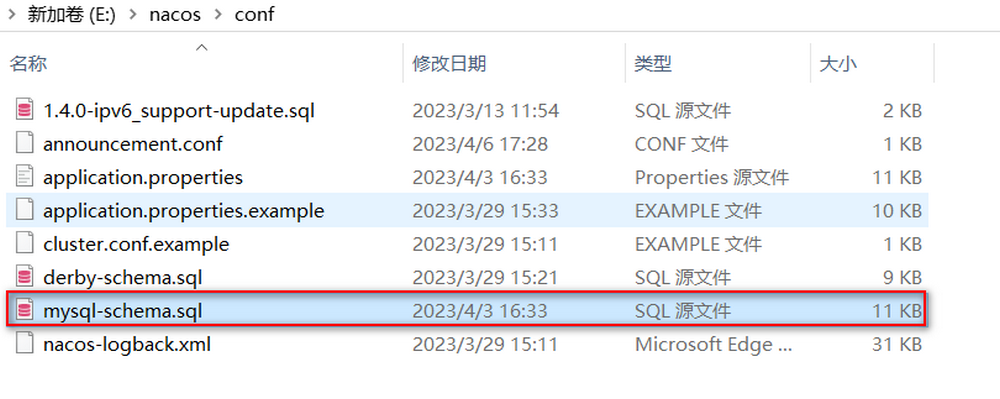 新加卷 (E:) > nacos > conf
名称 修改日期 类型 大小
1.4.0-ipv6_support-update.sql 2023/3/13 11:54 SQL 源文件 2 KB
announcement.conf 2023/4/6 17:28 CONF 文件 1 KB
application.properties 2023/4/3 16:33 Properties 源文件 11 KB
application.properties.example 2023/3/29 15:33 EXAMPLE 文件 10 KB
cluster.conf.example 2023/3/29 15:11 EXAMPLE 文件 1 KB
derby-schema.sql 2023/3/29 15:21 SQL 源文件 9 KB
mysql-schema.sql 2023/4/3 16:33 SQL 源文件 11 KB
nacos-logback.xml 2023/3/29 15:11 Microsoft Edge ... 31 KB